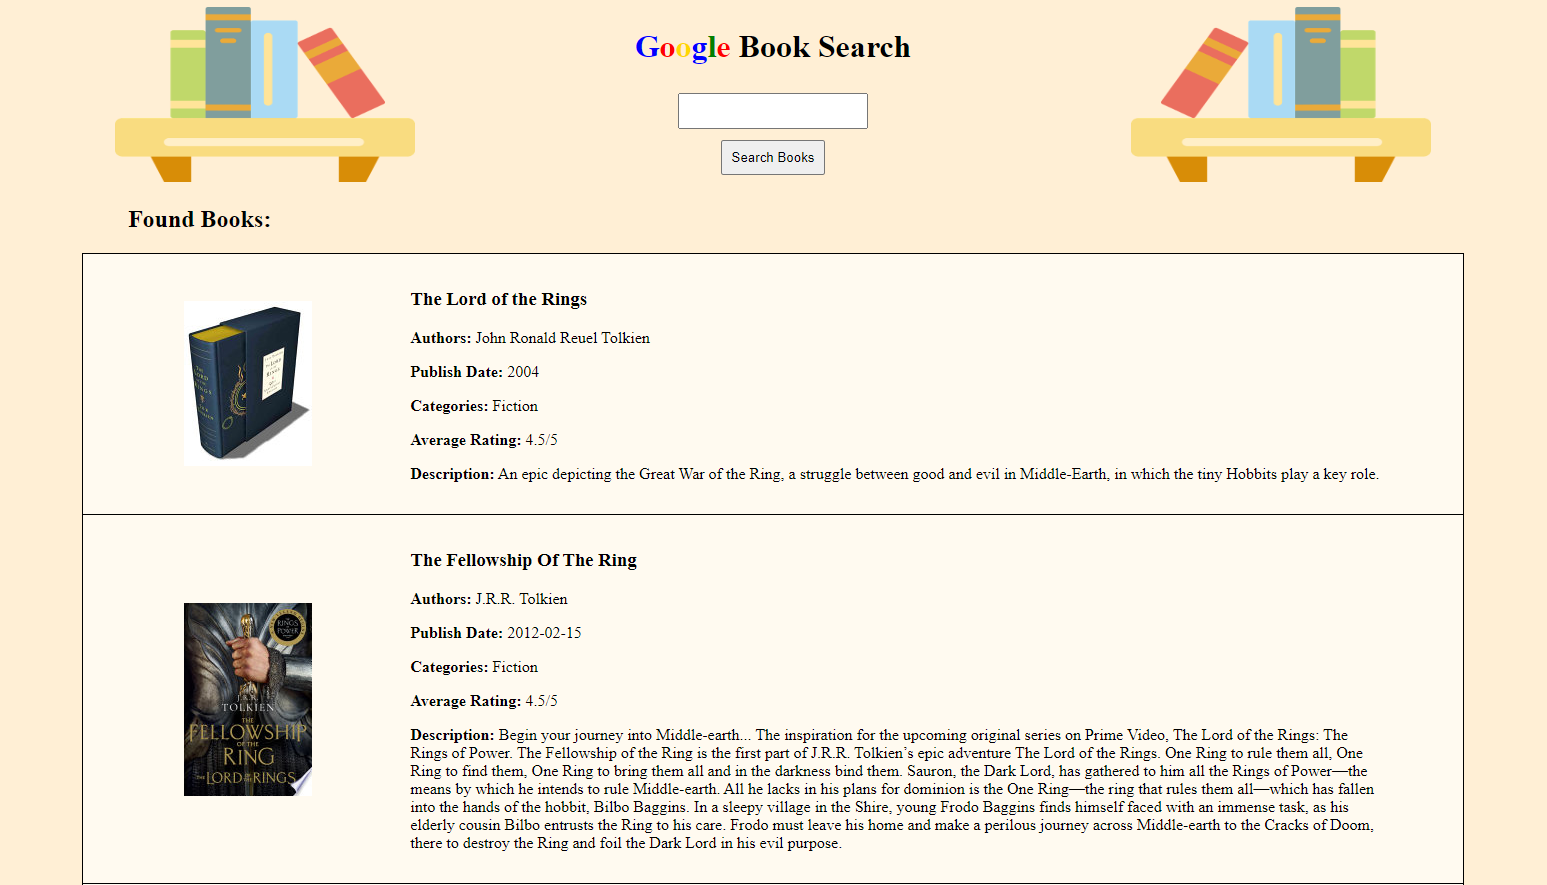 Google Book Search
Search Books
Found Books:
The Lord of the Rings
Authors: John Ronald Reuel Tolkien
Publish Date: 2004
Categories: Fiction
Average Rating: 4.5/5
Description: An epic depicting the Great War of the Ring, a struggle between good and evil in Middle-Earth, in which the tiny Hobbits play a key role.
THE
LORD
OF THE
RINGS
RINGS
POWER
J.R.R.
TOLKIEN
THE
FELLOWSHIP
OF THE
RING
THE LORD OF THE RINGS
The Fellowship Of The Ring
Authors: J.R.R. Tolkien
Publish Date: 2012-02-15
Categories: Fiction
Average Rating: 4.5/5
Description: Begin your journey into Middle-earth... The inspiration for the upcoming original series on Prime Video, The Lord of the Rings: The
Rings of Power. The Fellowship of the Ring is the first part of J.R.R. Tolkien’s epic adventure The Lord of the Rings. One Ring to rule them all, One
Ring to find them, One Ring to bring them all and in the darkness bind them. Sauron, the Dark Lord, has gathered to him all the Rings of Power—the
means by which he intends to rule Middle-earth. All he lacks in his plans for dominion is the One Ring—the ring that rules them all—which has fallen
into the hands of the hobbit, Bilbo Baggins. In a sleepy village in the Shire, young Frodo Baggins finds himself faced with an immense task, as his
elderly cousin Bilbo entrusts the Ring to his care. Frodo must leave his home and make a perilous journey across Middle-earth to the Cracks of Doom,
there to destroy the Ring and foil the Dark Lord in his evil purpose.